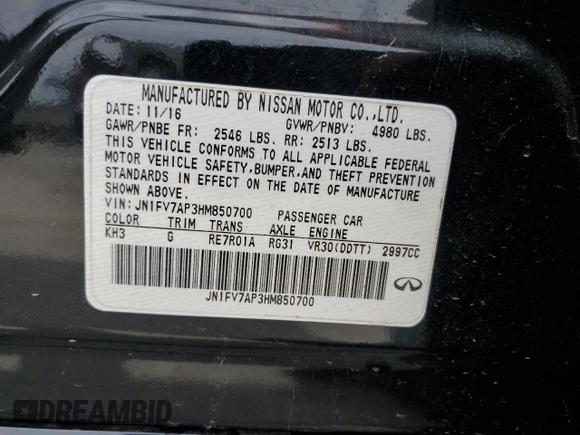 MANUFACTURED BY NISSAN MOTOR CO.,LTD.
DATE: 11/16 GVWR/PNBV: 4980 LBS.
GAWR/PNBE FR: 2546 LBS. RR: 2513 LBS.
THIS VEHICLE CONFORMS TO ALL APPLICABLE FEDERAL
MOTOR VEHICLE SAFETY,BUMPER,AND THEFT PREVENTION
STANDARDS IN EFFECT ON THE DATE OF MANUFACTURE
SHOWN ABOVE.
VIN:JN1FV7AP3HM850700 PASSENGER CAR
COLOR TRIM TRANS AXLE ENGINE
KH3 G RE7R01A RG31 VR30(DDTT) 2997CC
JN1FV7AP3HM850700
DREAMBID